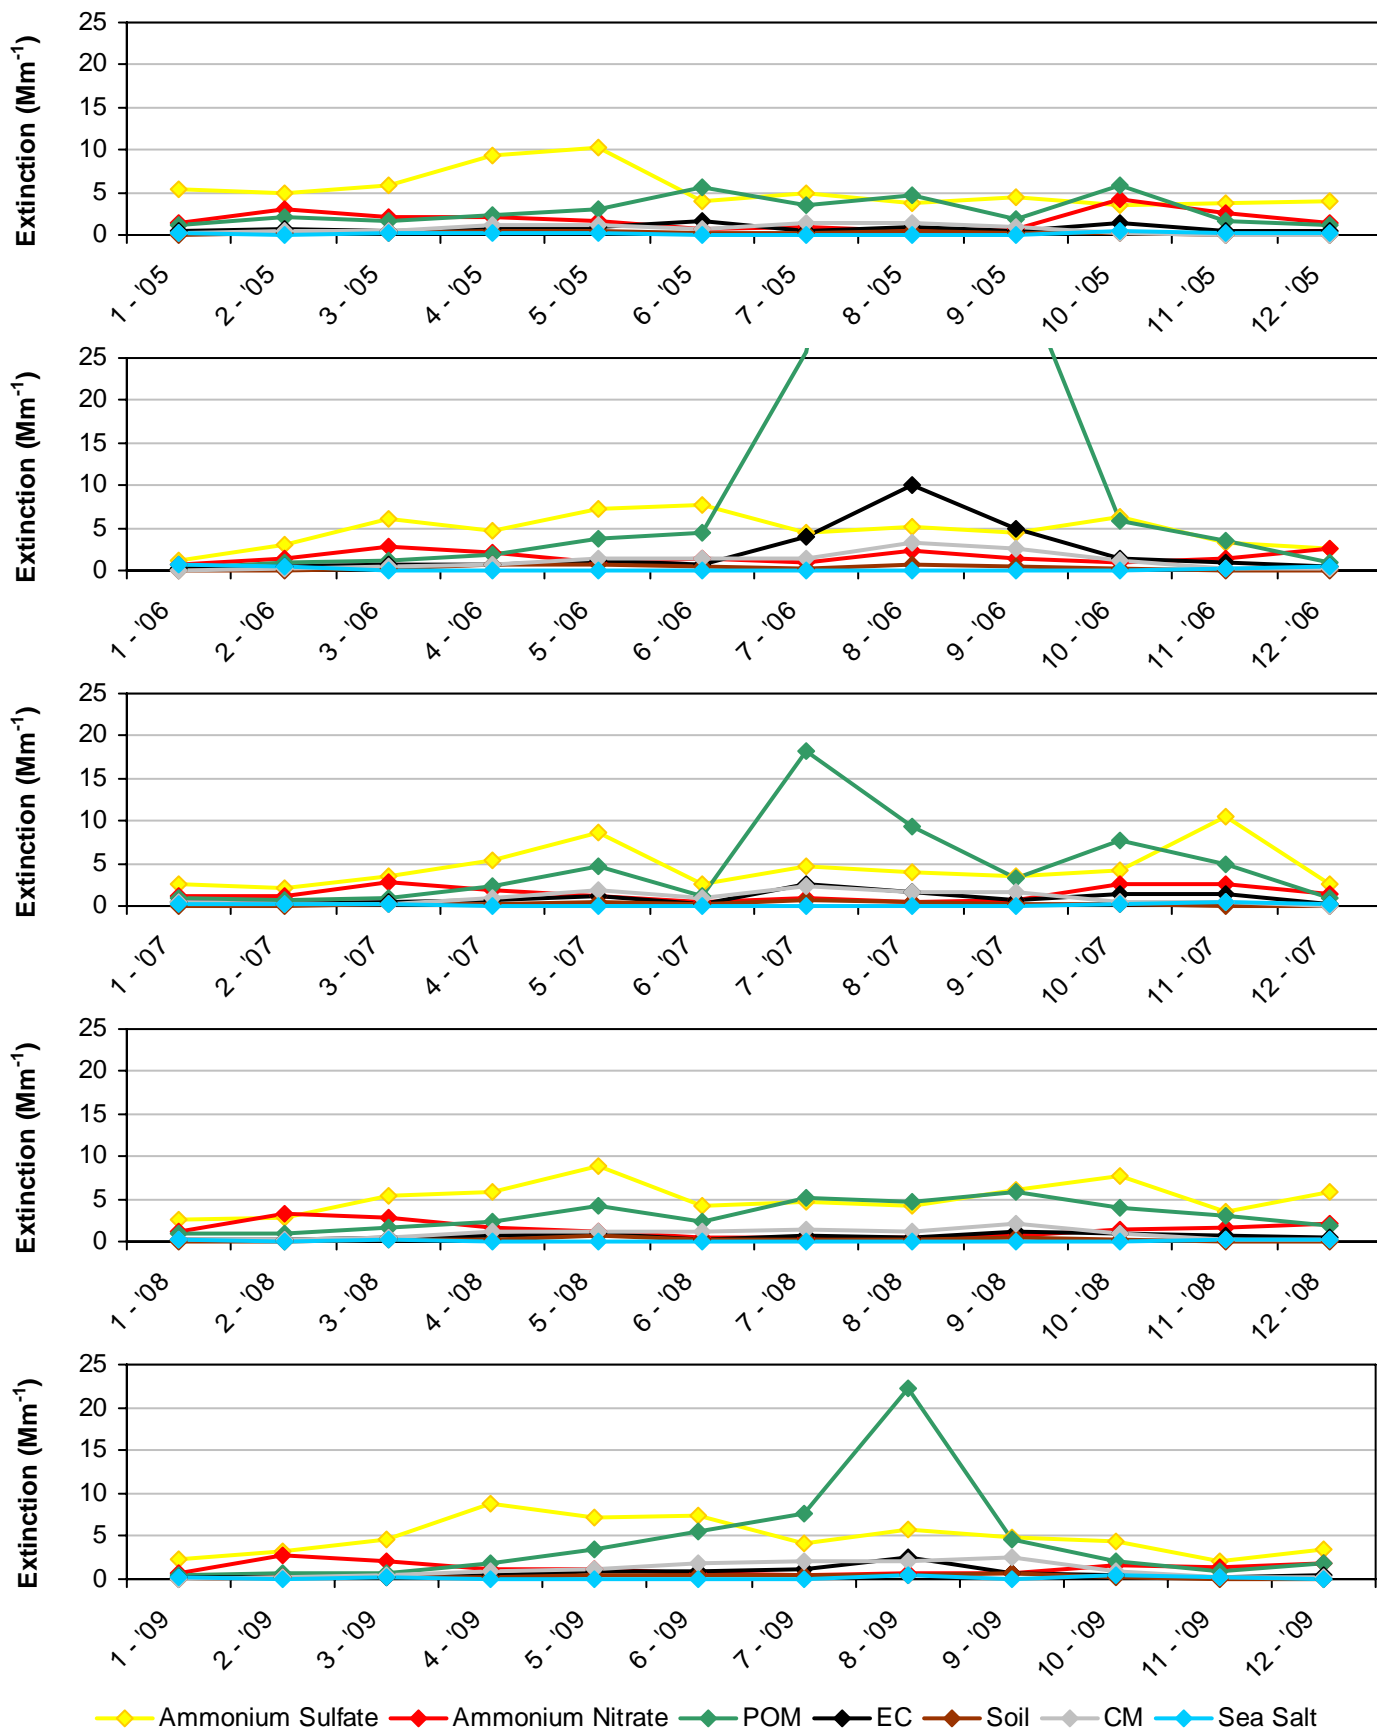 Extinction (Mm-1)
25
20
15
10
5
0
1 - '05 2 - '05 3 - '05 4 - '05 5 - '05 6 - '05 7 - '05 8 - '05 9 - '05 10 - '05 11 - '05 12 - '05
Extinction (Mm-1)
25
20
15
10
5
0
1 - '06 2 - '06 3 - '06 4 - '06 5 - '06 6 - '06 7 - '06 8 - '06 9 - '06 10 - '06 11 - '06 12 - '06
Extinction (Mm-1)
25
20
15
10
5
0
1 - '07 2 - '07 3 - '07 4 - '07 5 - '07 6 - '07 7 - '07 8 - '07 9 - '07 10 - '07 11 - '07 12 - '07
Extinction (Mm-1)
25
20
15
10
5
0
1 - '08 2 - '08 3 - '08 4 - '08 5 - '08 6 - '08 7 - '08 8 - '08 9 - '08 10 - '08 11 - '08 12 - '08
Extinction (Mm-1)
25
20
15
10
5
0
1 - '09 2 - '09 3 - '09 4 - '09 5 - '09 6 - '09 7 - '09 8 - '09 9 - '09 10 - '09 11 - '09 12 - '09
Ammonium Sulfate Ammonium Nitrate POM EC Soil CM Sea Salt